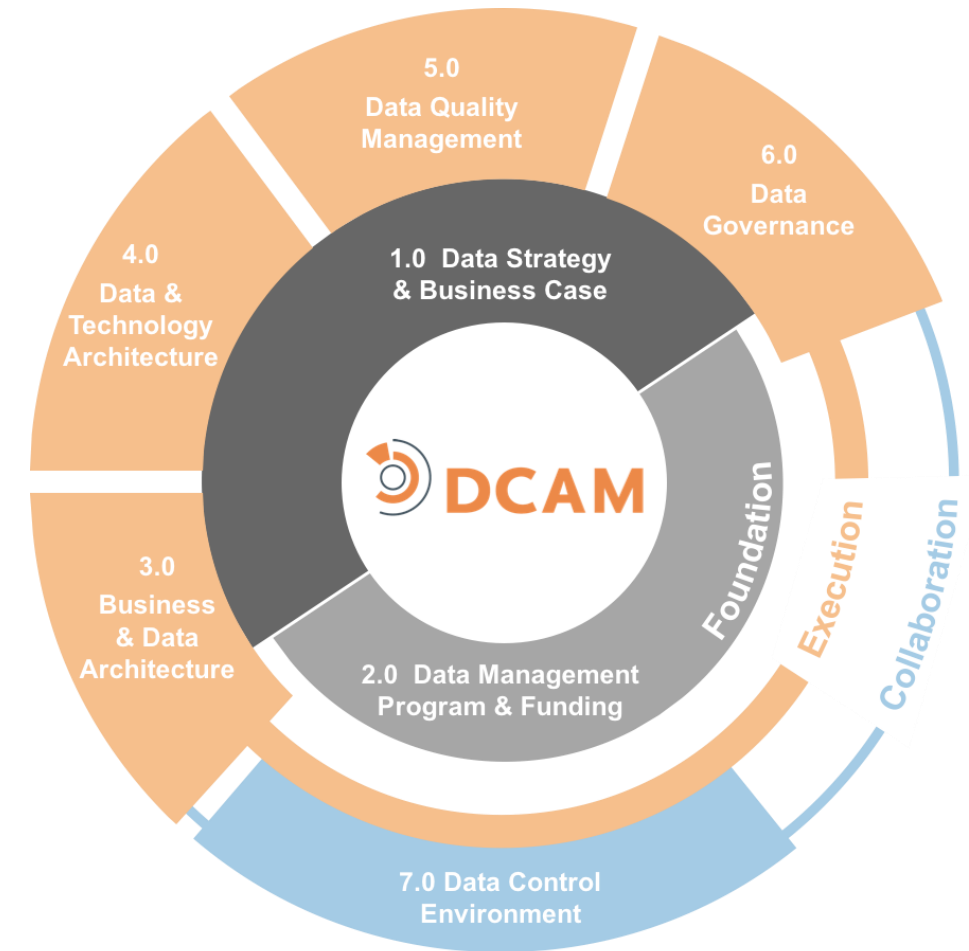 5.0
Data Quality
Management
6.0
Data
Governance
4.0
Data &
Technology
Architecture
1.0 Data Strategy
& Business Case
DCAM
Foundation
Execution
Collaboration
3.0
Business
& Data
Architecture
2.0 Data Management
Program & Funding
7.0 Data Control
Environment